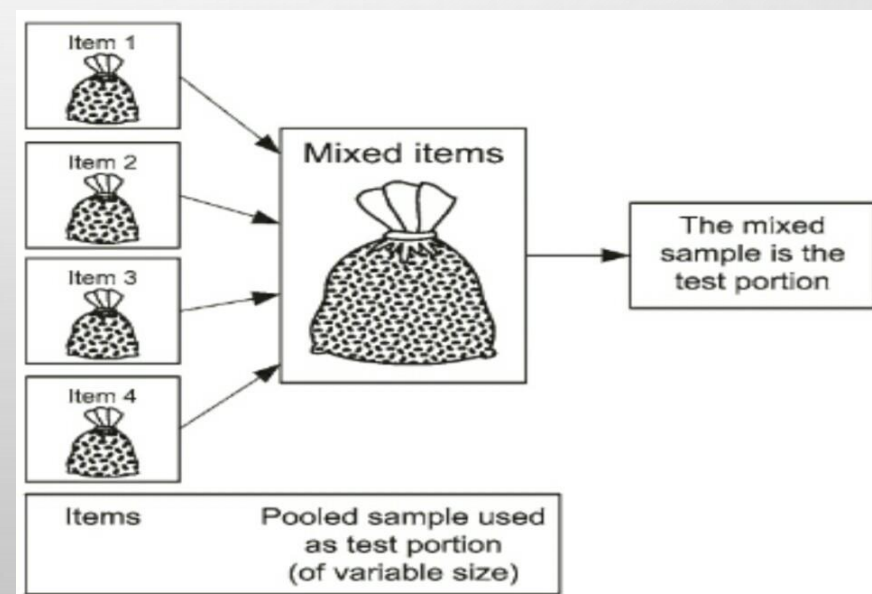 Item 1
Item 2
Item 3
Item 4
Mixed items
The mixed
sample is the
test portion
Items
Pooled sample used
as test portion
(of variable size)